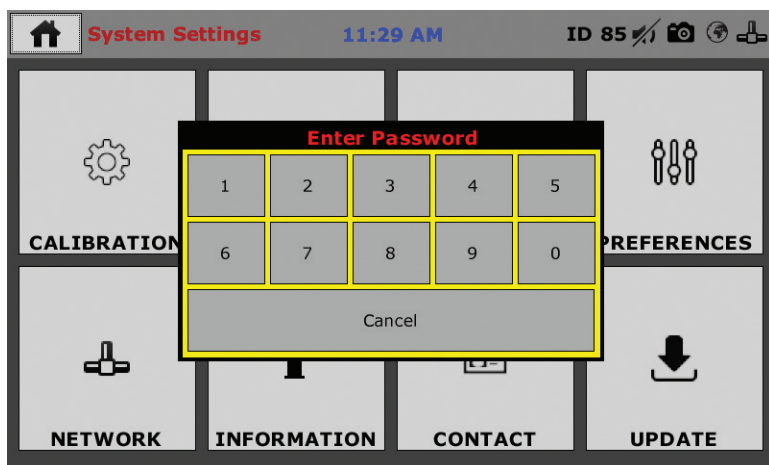 System Settings 11:29 AM ID 85
Enter Password
1 2 3 4 5
CALIBRATION PREFERENCES
6 7 8 9 0
Cancel
NETWORK INFORMATION CONTACT UPDATE